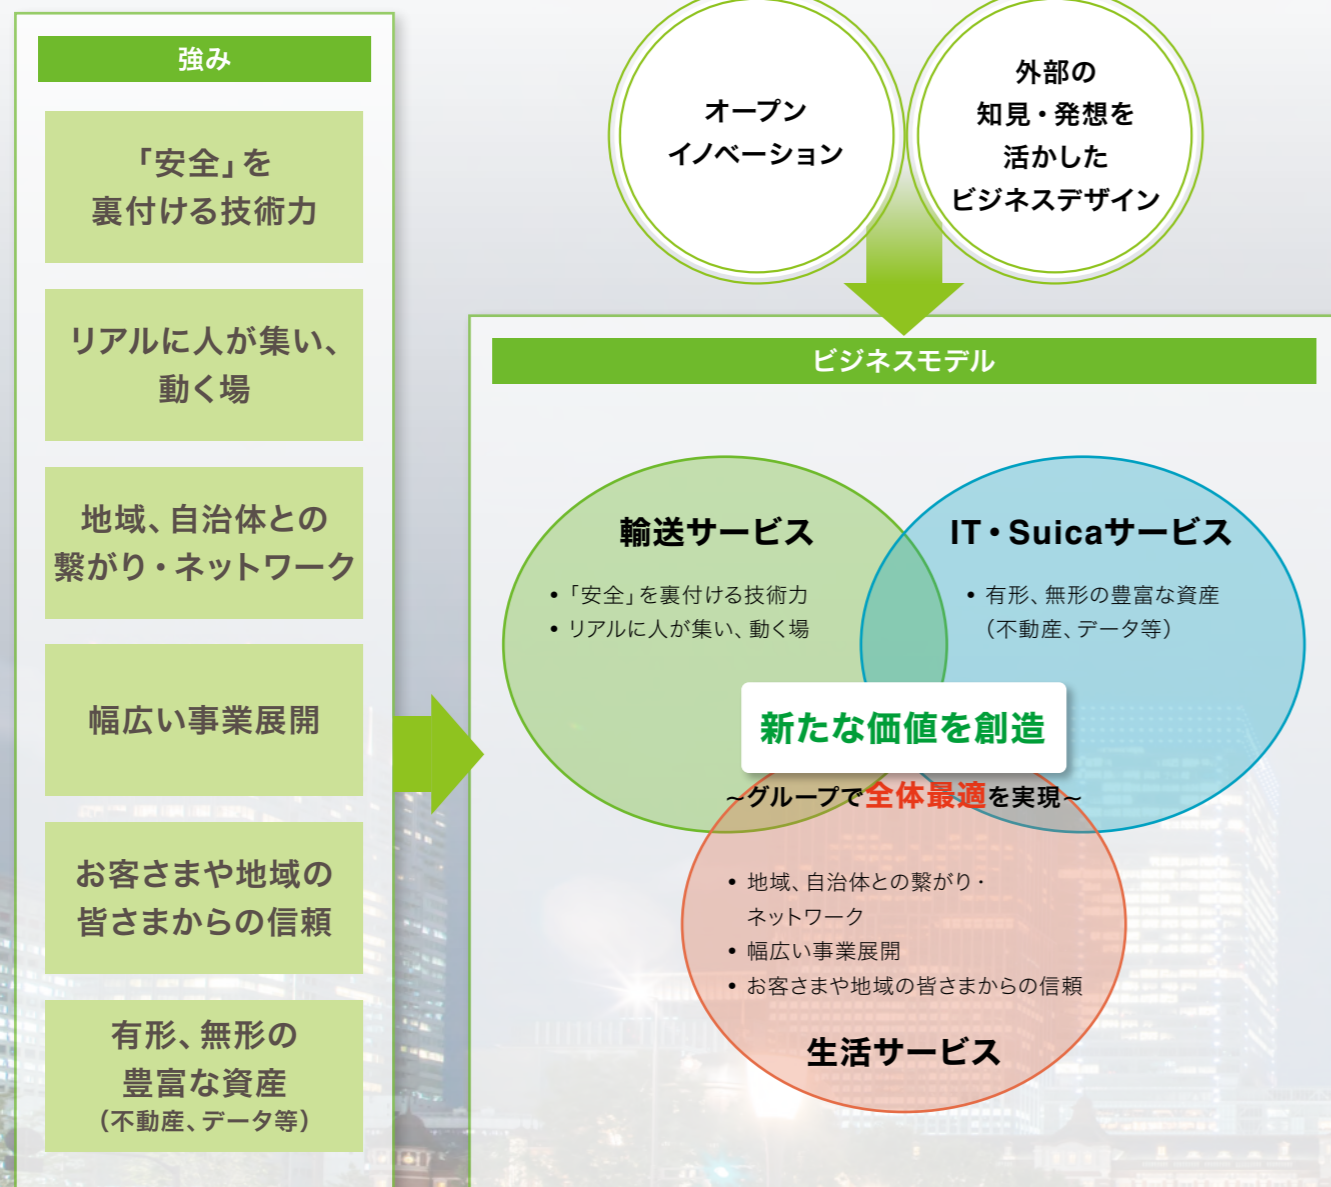 強み
「安全」を
裏付ける技術力
リアルに人が集い、
動く場
地域、自治体との
繋がり・ネットワーク
幅広い事業展開
お客さまや地域の
皆さまからの信頼
有形、無形の
豊富な資産
（不動産、データ等）
オープン
イノベーション
外部の
知見・発想を
活かした
ビジネスデザイン
ビジネスモデル
輸送サービス
•「安全」を裏付ける技術力
• リアルに人が集い、動く場
IT・Suicaサービス
• 有形、無形の豊富な資産
（不動産、データ等）
新たな価値を創造
~グループで全体最適を実現~
• 地域、自治体との繋がり・
ネットワーク
• 幅広い事業展開
• お客さまや地域の皆さまからの信頼
生活サービス